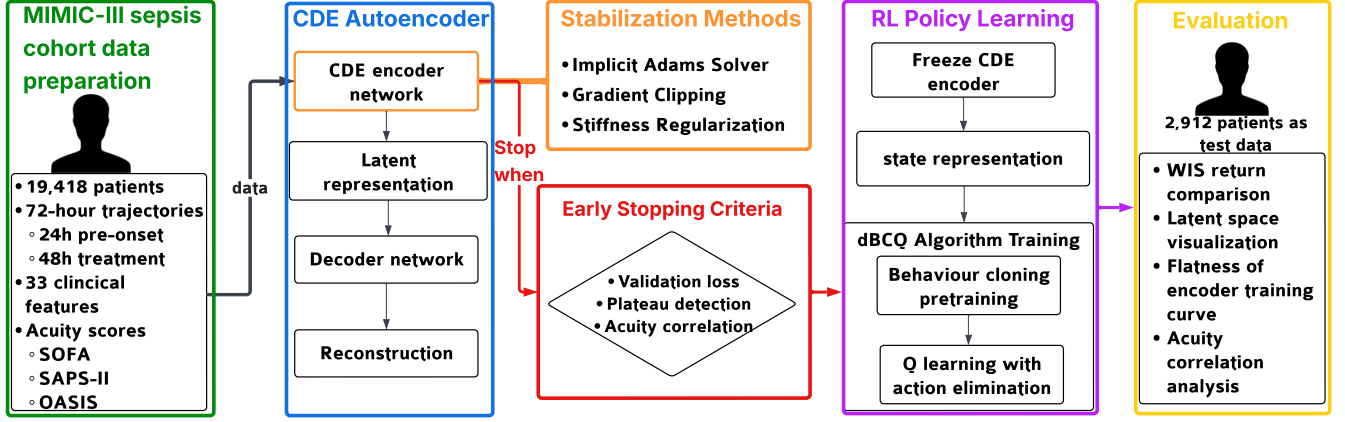 MIMIC-III sepsis
cohort data
preparation
• 19,418 patients
• 72-hour trajectories
◦ 24h pre-onset
◦ 48h treatment
• 33 clincical
features
• Acuity scores
◦ SOFA
◦ SAPS-II
◦ OASIS
data
CDE Autoencoder
CDE encoder
network
Latent
representation
Decoder network
Reconstruction
Stabilization Methods
• Implicit Adams Solver
• Gradient Clipping
• Stiffness Regularization
Stop
when
Early Stopping Criteria
• Validation loss
• Plateau detection
• Acuity correlation
RL Policy Learning
Freeze CDE
encoder
state representation
dBCQ Algorithm Training
Behaviour cloning
pretraining
Q learning with
action elimination
Evaluation
2,912 patients as
test data
• WIS return
comparison
• Latent space
visualization
• Flatness of
encoder training
curve
• Acuity
correlation
analysis